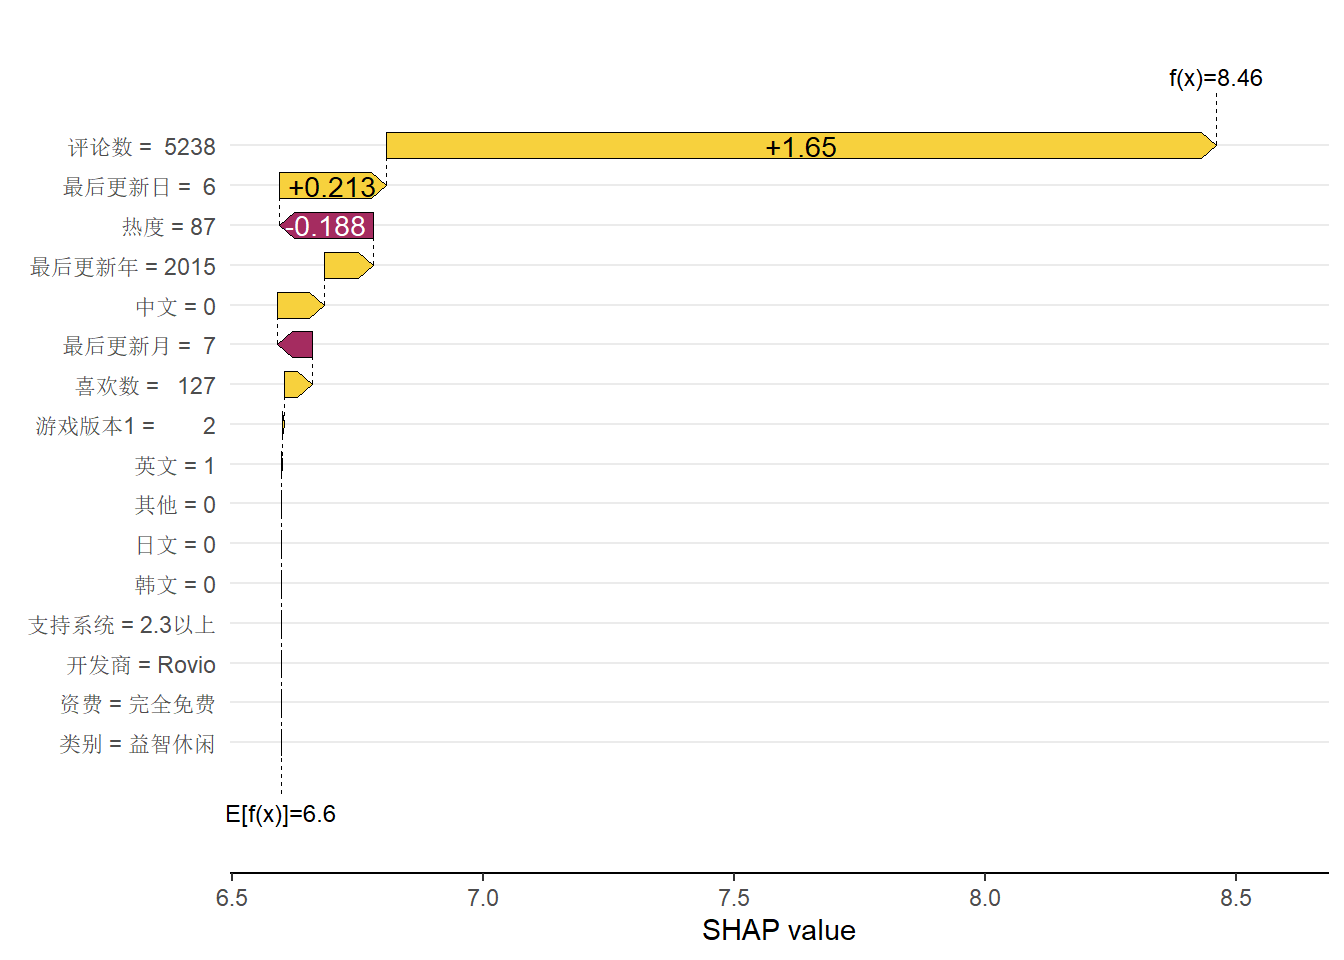 f(x)=8.46
评论数 = 5238
+1.65
最后更新日 = 6
+0.213
热度 = 87
-0.188
最后更新年 = 2015
中文 = 0
最后更新月 = 7
喜欢数 = 127
游戏版本1 = 2
英文 = 1
其他 = 0
日文 = 0
韩文 = 0
支持系统 = 2.3以上
开发商 = Rovio
资费 = 完全免费
类别 = 益智休闲
E[f(x)]=6.6
6.5 7.0 7.5 8.0 8.5
SHAP value